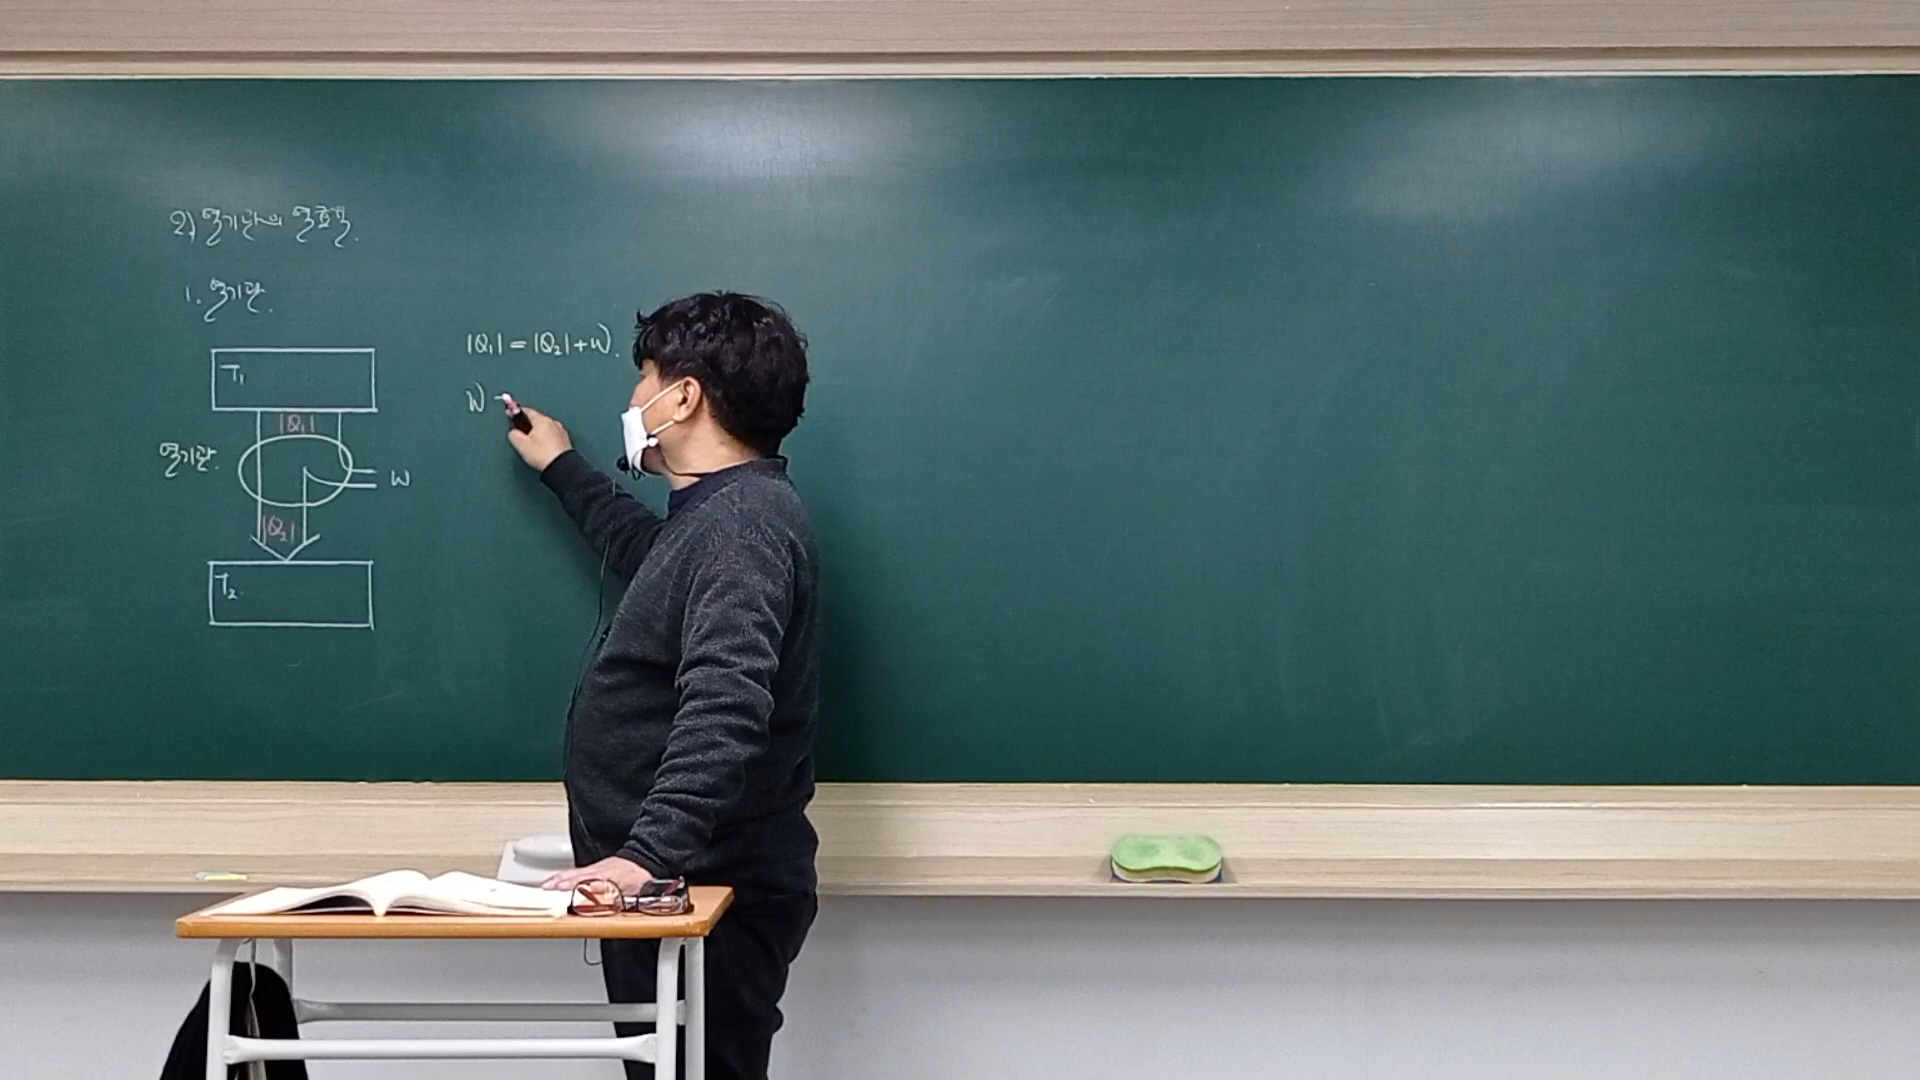 2) 열기관의 열효율.
1. 열기관.
T₁
|Q₁|
열기관.
W
|Q₂|
T₂.
|Q₁| = |Q₂| + W.
W -